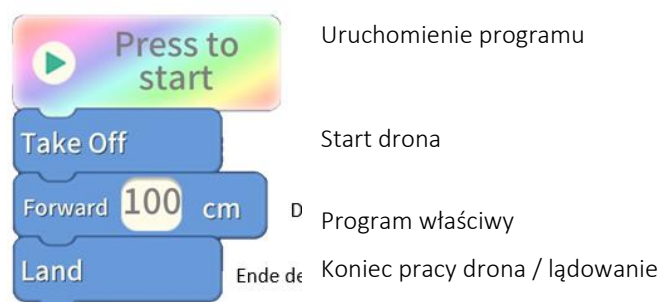 Press to
start
Uruchomienie programu
Take Off
Start drona
Forward 100 cm
D
Program właściwy
Land
Ende de
Koniec pracy drona / lądowanie